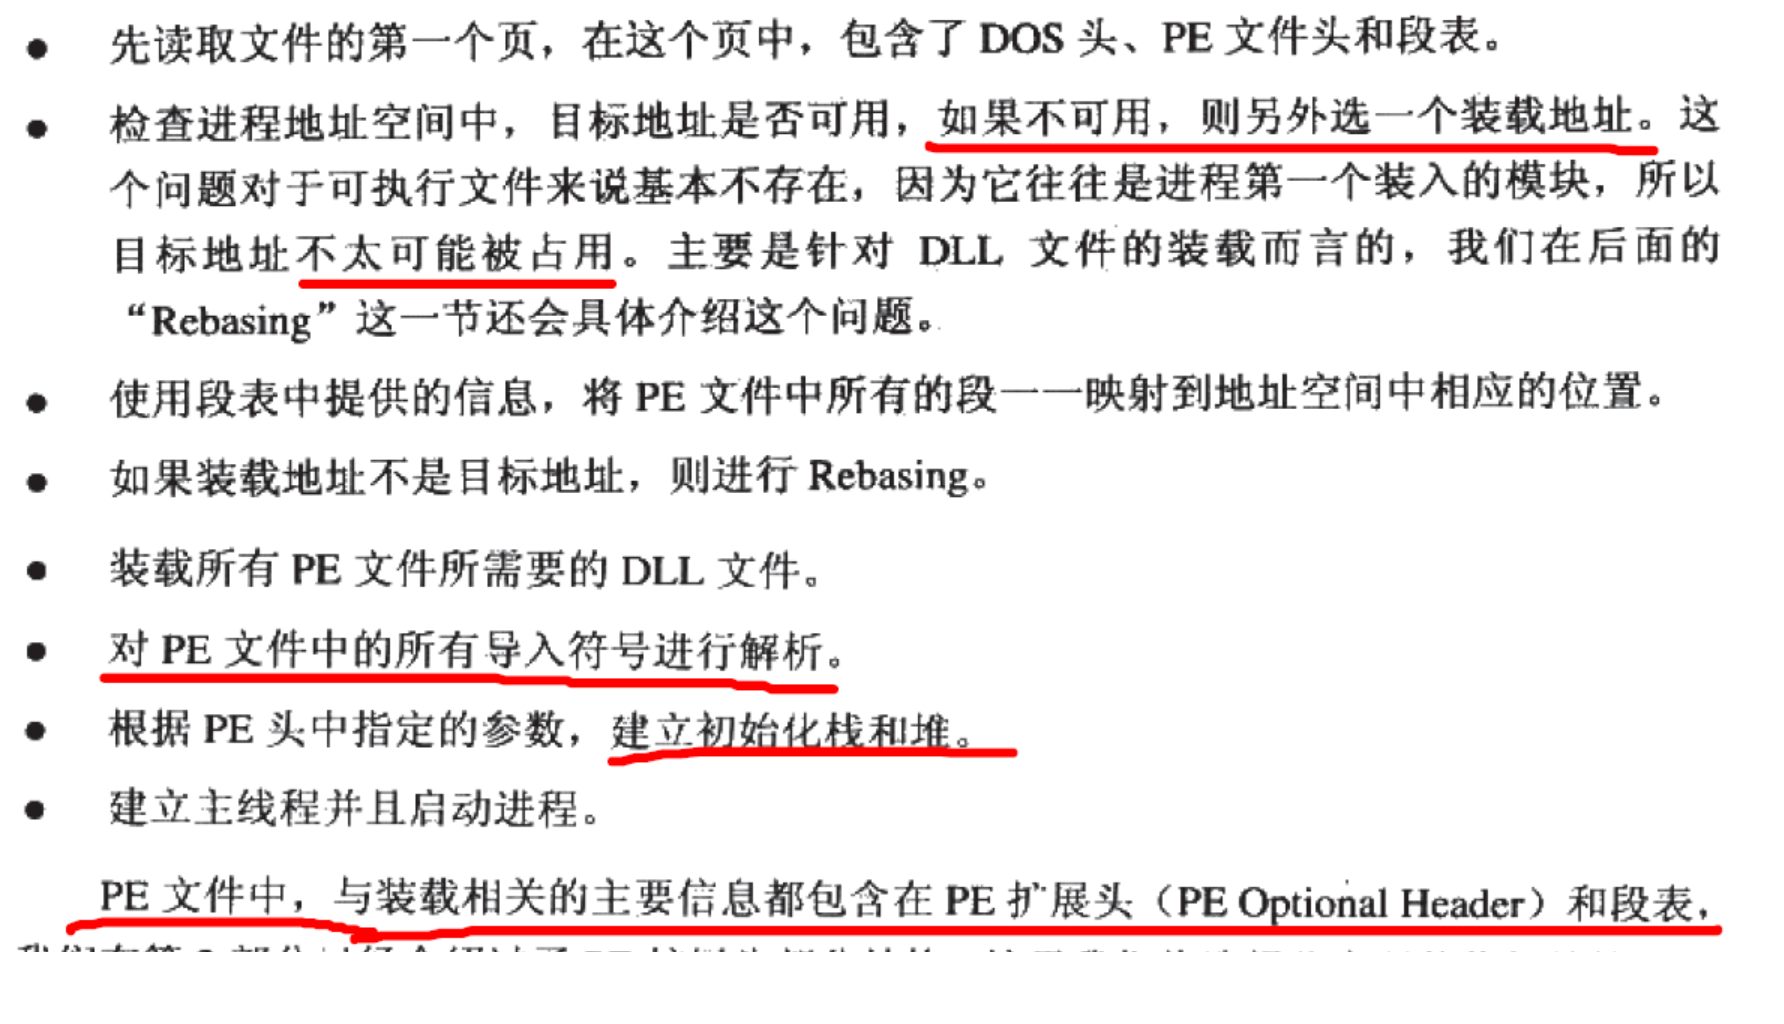 ● 先读取文件的第一个页，在这个页中，包含了 DOS 头、PE 文件头和段表。
● 检查进程地址空间中，目标地址是否可用，如果不可用，则另外选一个装载地址。这
个问题对于可执行文件来说基本不存在，因为它往往是进程第一个装入的模块，所以
目标地址不太可能被占用。主要是针对 DLL 文件的装载而言的，我们在后面的
“Rebasing”这一节还会具体介绍这个问题。
● 使用段表中提供的信息，将 PE 文件中所有的段一一映射到地址空间中相应的位置。
● 如果装载地址不是目标地址，则进行 Rebasing。
● 装载所有 PE 文件所需要的 DLL 文件。
● 对 PE 文件中的所有导入符号进行解析。
● 根据 PE 头中指定的参数，建立初始化栈和堆。
● 建立主线程并且启动进程。
PE 文件中，与装载相关的主要信息都包含在 PE 扩展头（PE Optional Header）和段表，